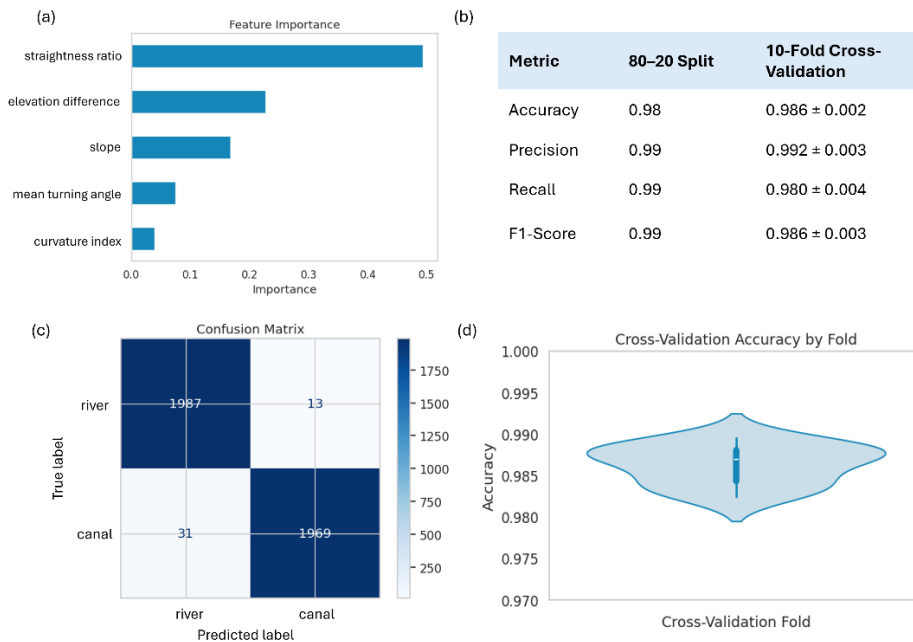 (a)
Feature Importance
straightness ratio
elevation difference
slope
mean turning angle
curvature index
0.0 0.1 0.2 0.3 0.4 0.5
Importance
(b)
Metric 80–20 Split 10-Fold Cross-
Validation
Accuracy 0.98 0.986 ± 0.002
Precision 0.99 0.992 ± 0.003
Recall 0.99 0.980 ± 0.004
F1-Score 0.99 0.986 ± 0.003
(c)
Confusion Matrix
True label
river
1987 13
canal
31 1969
river canal
Predicted label
1750
1500
1250
1000
750
500
250
(d)
Cross-Validation Accuracy by Fold
Accuracy
1.000
0.995
0.990
0.985
0.980
0.975
0.970
Cross-Validation Fold